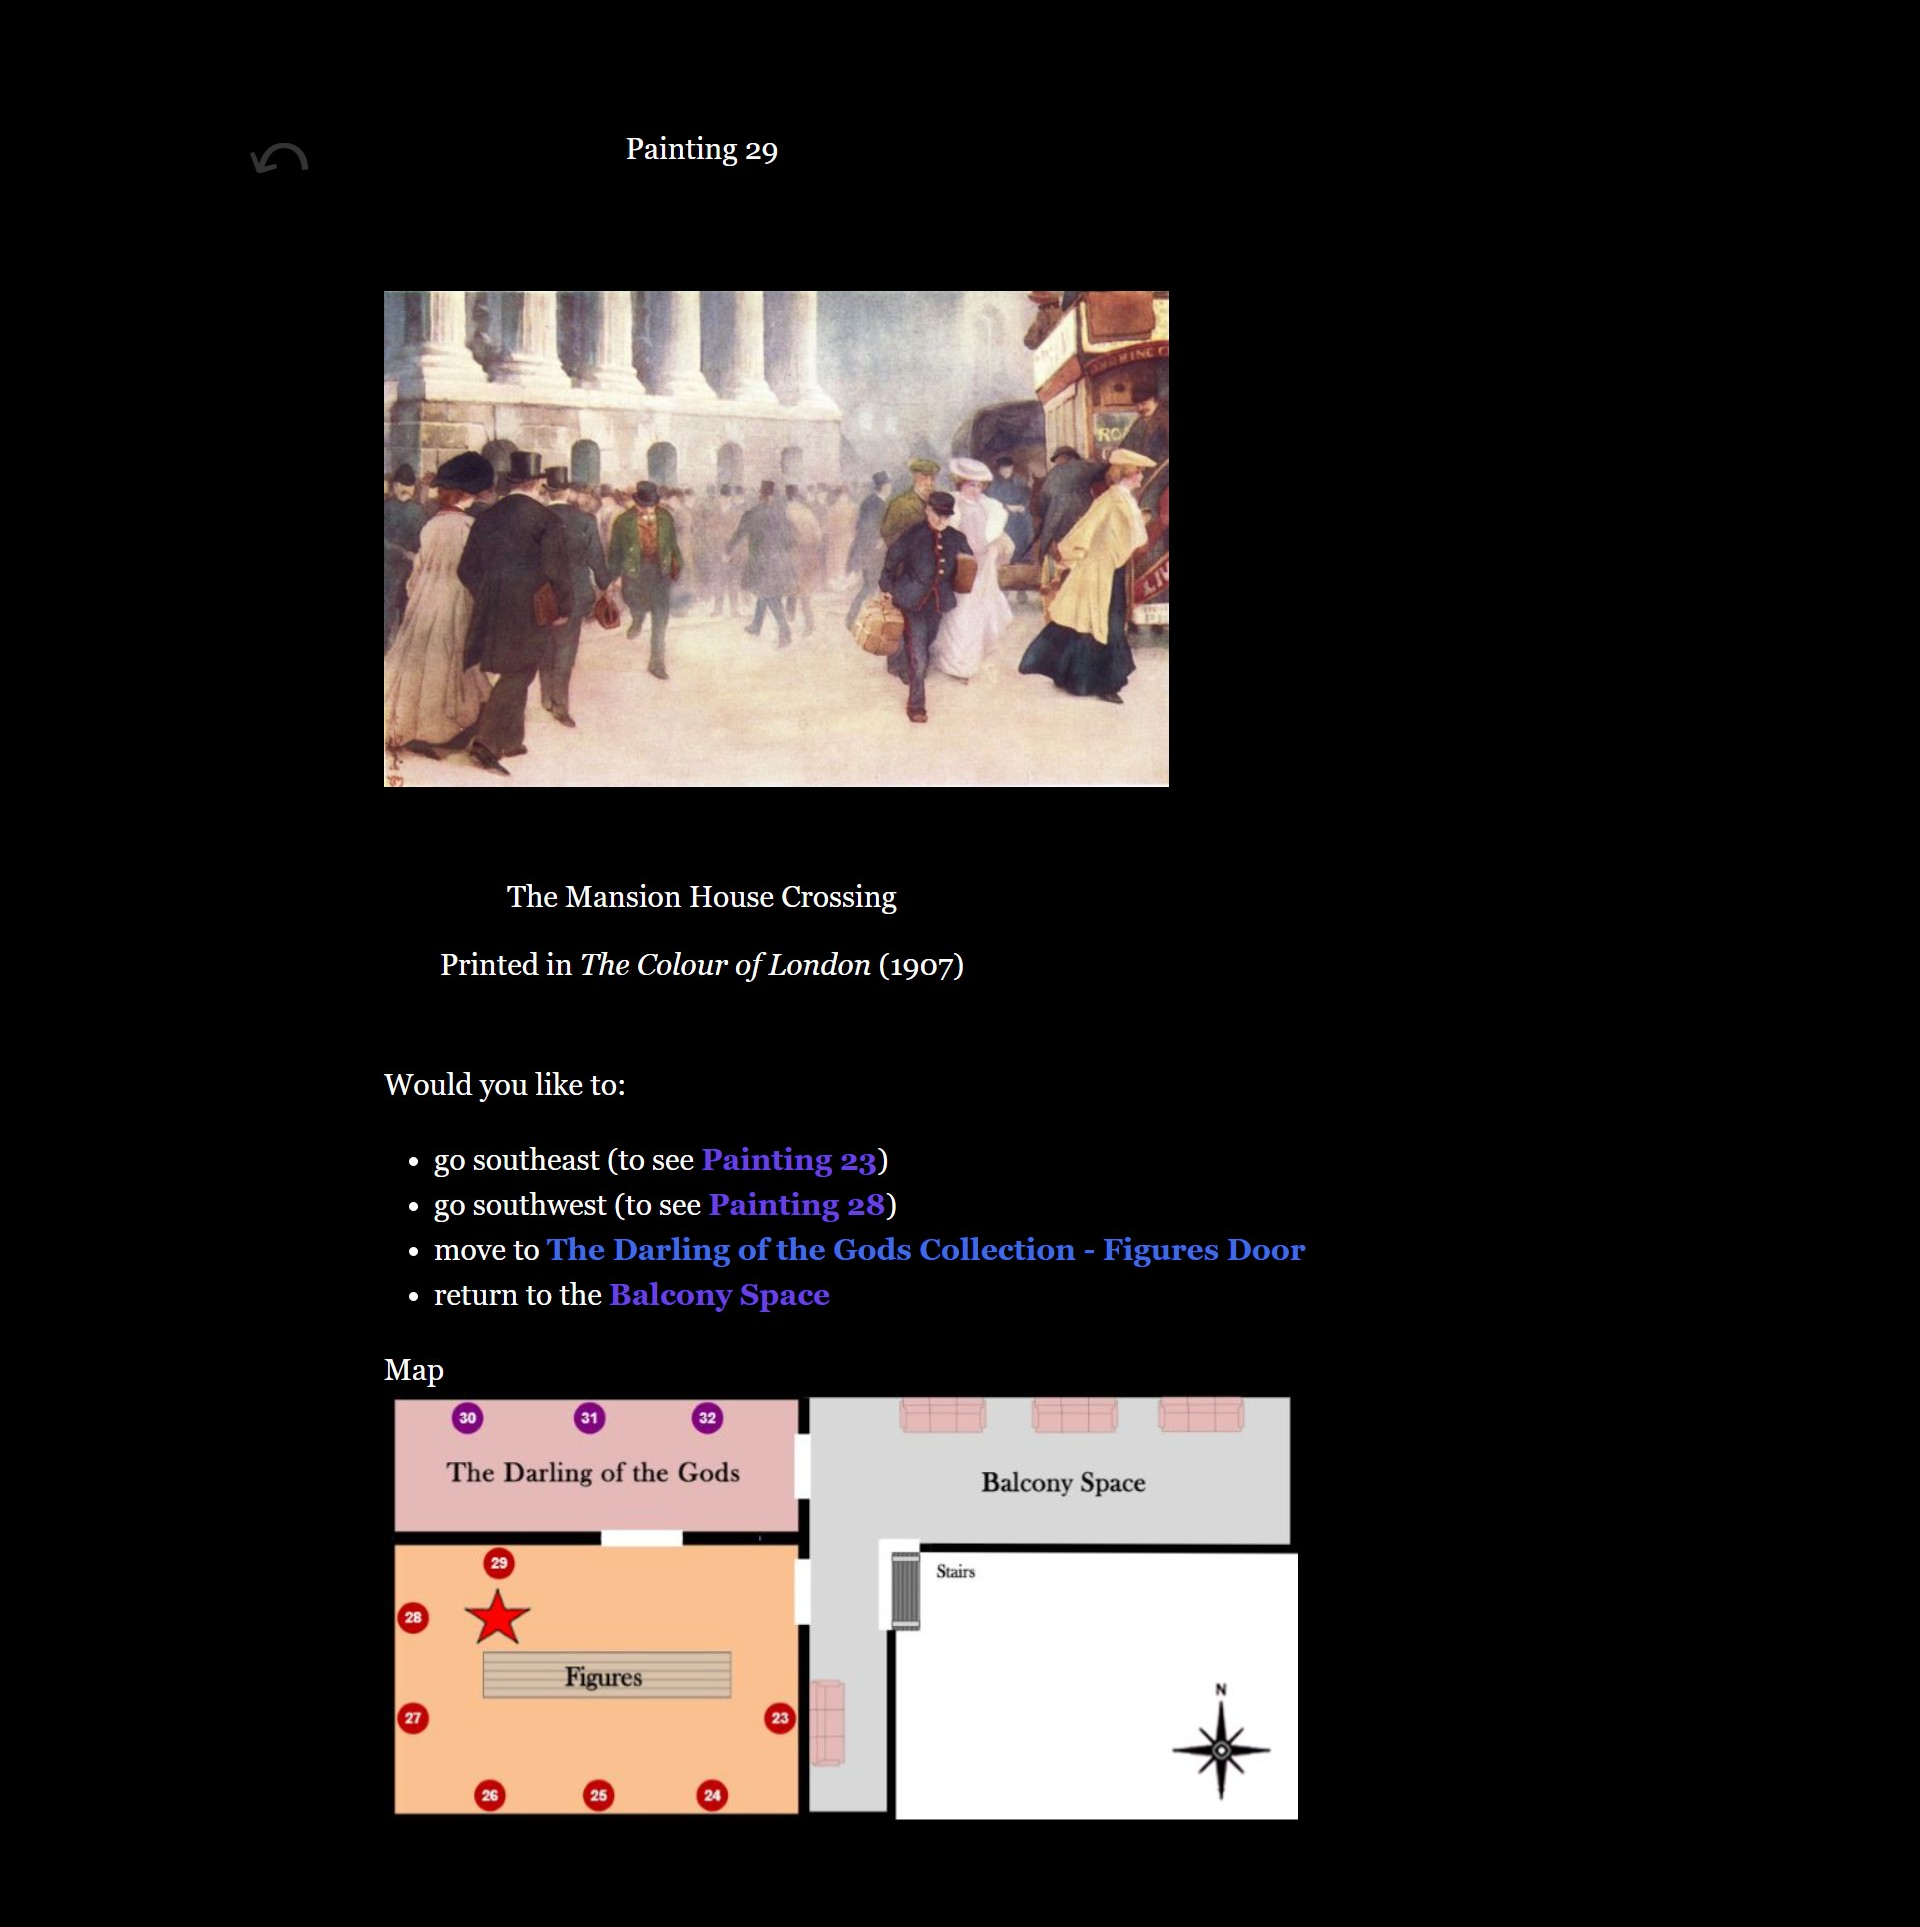 Painting 29
The Mansion House Crossing
Printed in The Colour of London (1907)
Would you like to:
• go southeast (to see Painting 23)
• go southwest (to see Painting 28)
• move to The Darling of the Gods Collection - Figures Door
• return to the Balcony Space
Map
30 31 32
The Darling of the Gods
Balcony Space
29
Stairs
28
Figures
N
27
23
26 25 24